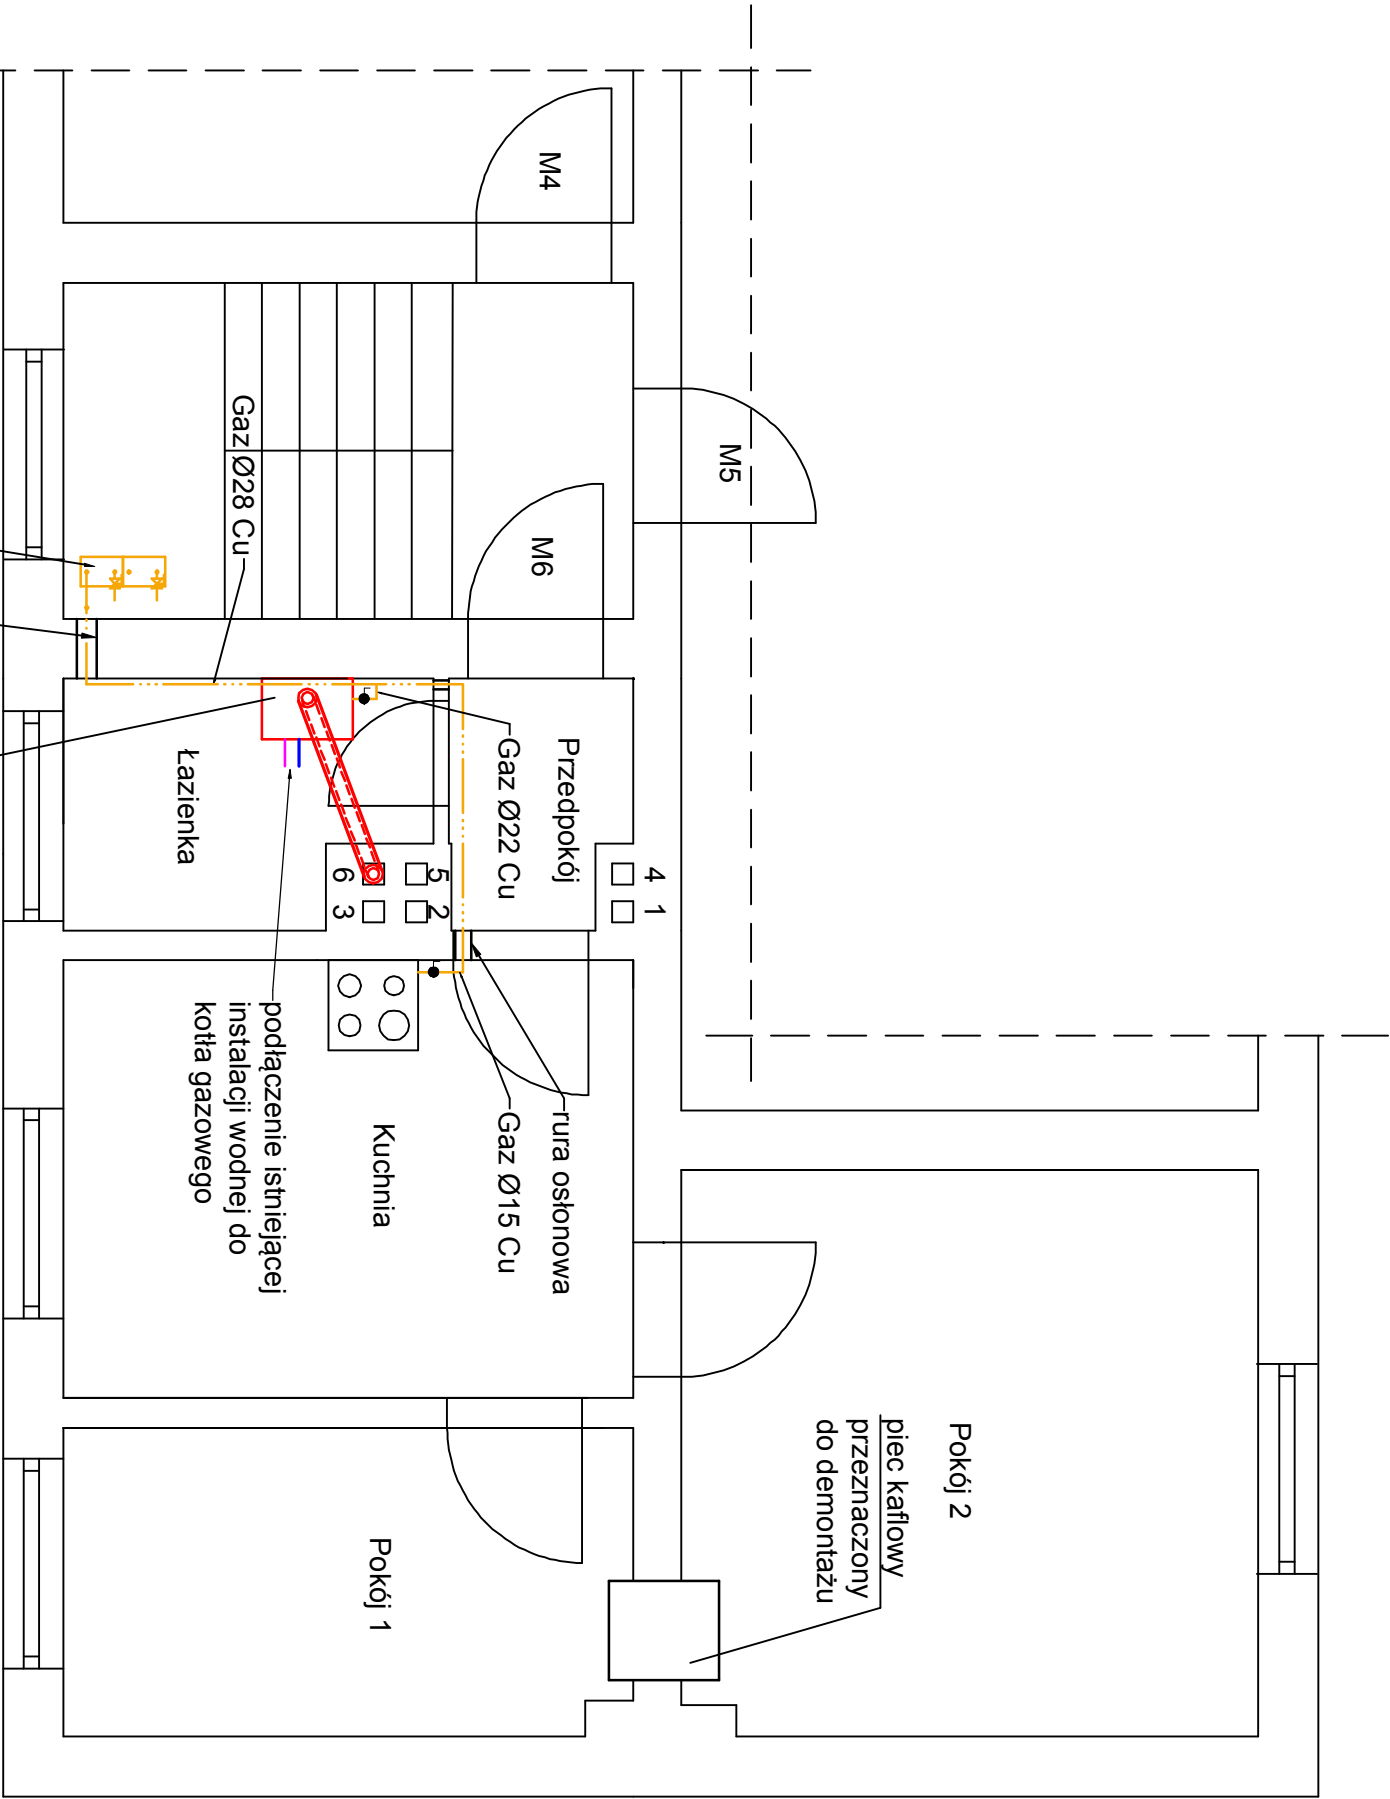 M4
M5
M6
Gaz Ø28 Cu
Przedpokój
Gaz Ø22 Cu
Łazienka
4
1
5
2
6
3
rura osłonowa
Gaz Ø15 Cu
Kuchnia
podłączenie istniejącej
instalacji wodnej do
kotła gazowego
Pokój 2
piec kaflowy
przeznaczony
do demontażu
Pokój 1